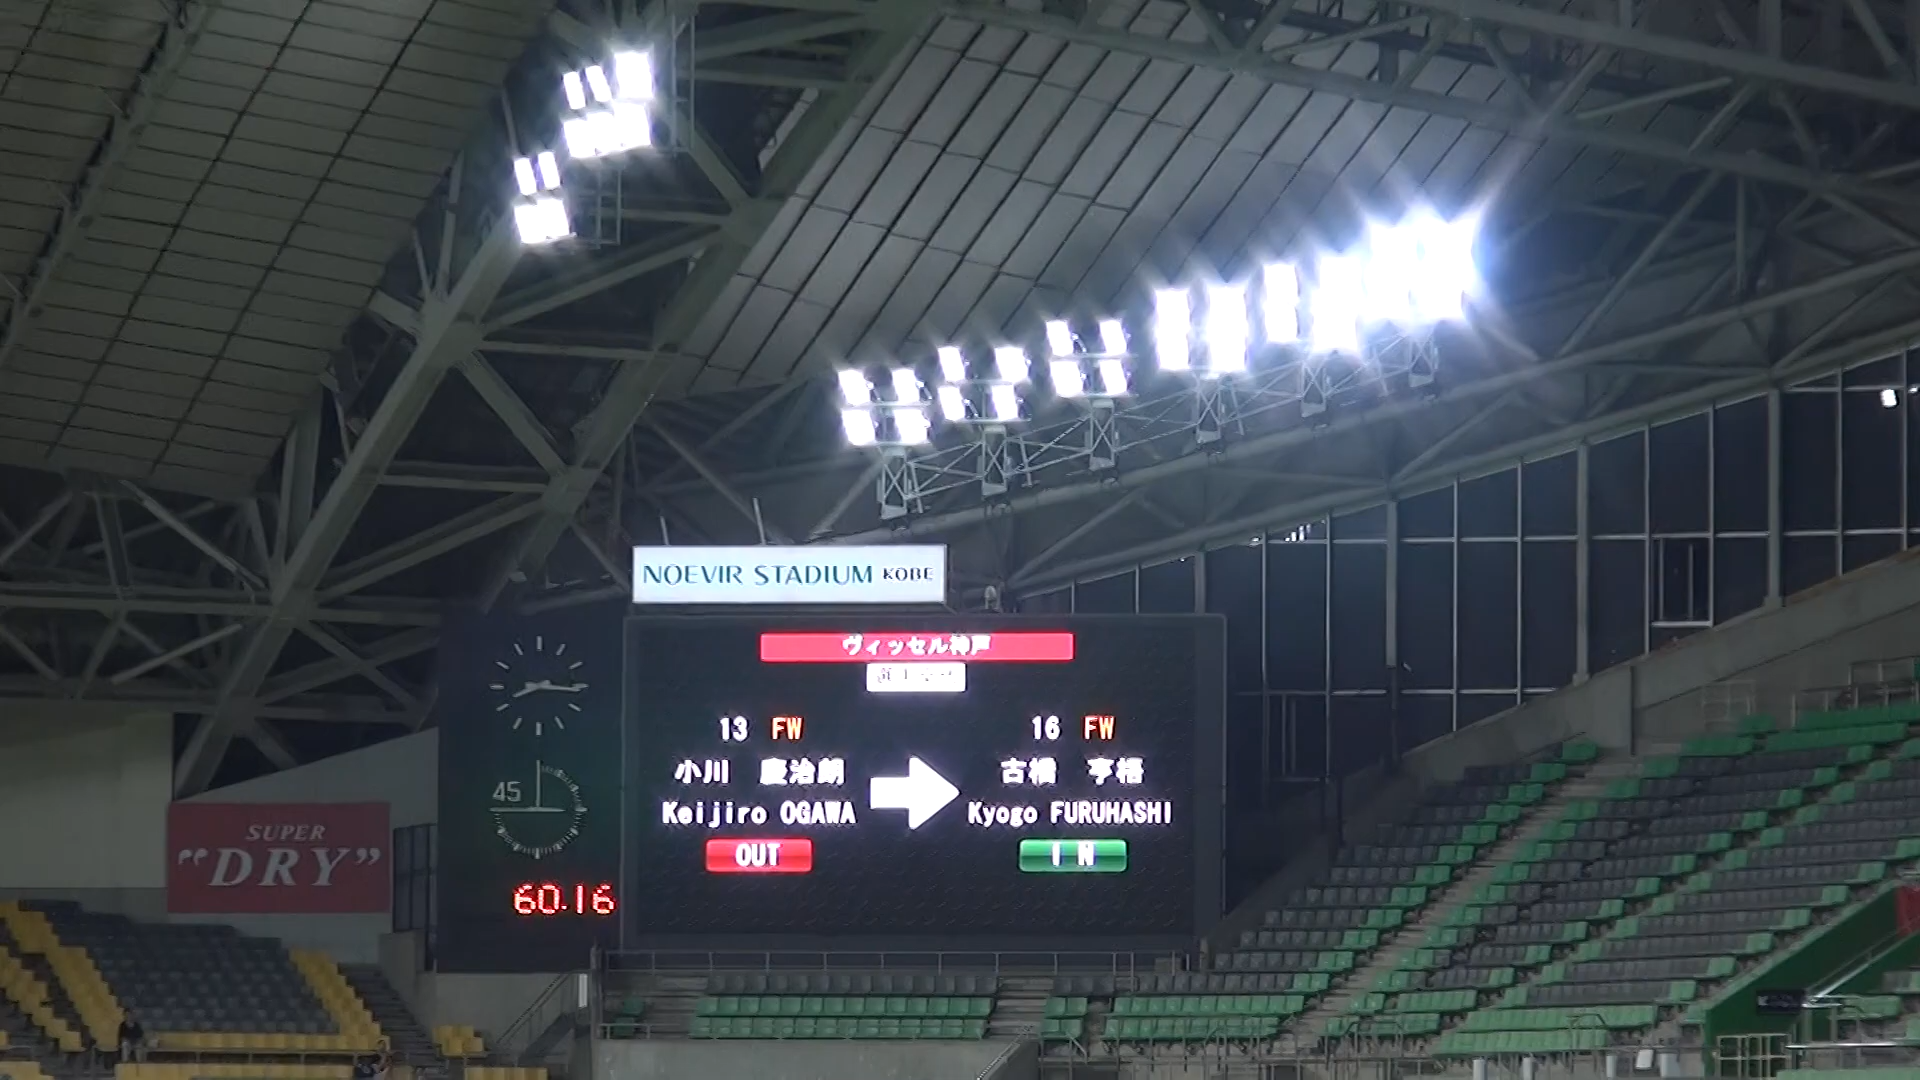 NOEVIR STADIUM KOBE
ヴィッセル神戸
13 FW
小川 慶治朗
Keijiro OGAWA
OUT
16 FW
古橋 亨梧
Kyogo FURUHASHI
IN
45
60.16
SUPER
"DRY"